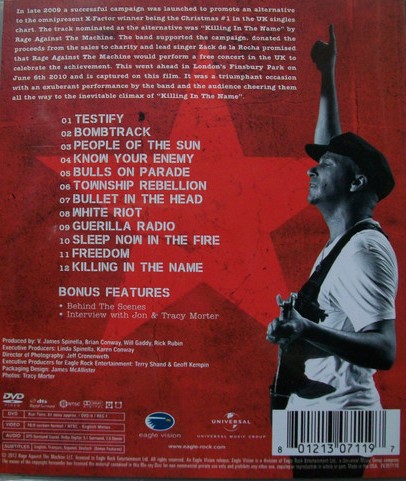 In late 2009 a successful campaign was launched to promote an alternative
to the omnipresent X-Factor winner being the Christmas #1 in the UK singles
chart. The track nominated as the alternative was "Killing In The Name" by
Rage Against The Machine. The band supported the campaign, donated the
proceeds from the sales to charity and lead singer Zack de la Rocha promised
that Rage Against The Machine would perform a free concert in the UK to
celebrate the achievement. This went ahead in London's Finsbury Park on
June 6th 2010 and is captured on this film. It was a triumphant occasion
with an exuberant performance by the band and the audience cheering them
all the way to the inevitable climax of "Killing In The Name".
01 TESTIFY
02 BOMBTRACK
03 PEOPLE OF THE SUN
04 KNOW YOUR ENEMY
05 BULLS ON PARADE
06 TOWNSHIP REBELLION
07 BULLET IN THE HEAD
08 WHITE RIOT
09 GUERILLA RADIO
10 SLEEP NOW IN THE FIRE
11 FREEDOM
12 KILLING IN THE NAME
BONUS FEATURES
• Behind The Scenes
• Interview with Jon & Tracy Morter
Produced by: V. James Spinella, Brian Conway, Will Gaddy, Rick Rubin
Executive Producers: Linda Spinella, Karen Conway
Director of Photography: Jeff Cronenweth
Executive Producers for Eagle Rock Entertainment: Terry Shand & Geoff Kempin
Packaging Design: James McAllister
Photos: Tracy Morter
DVD
VIDEO
dts
eagle vision
UNIVERSAL
UNIVERSAL MUSIC GROUP
www.eagle-rock.com
DVD
VIDEO
AUDIO
SUBTITLES
8 01213 07119 7